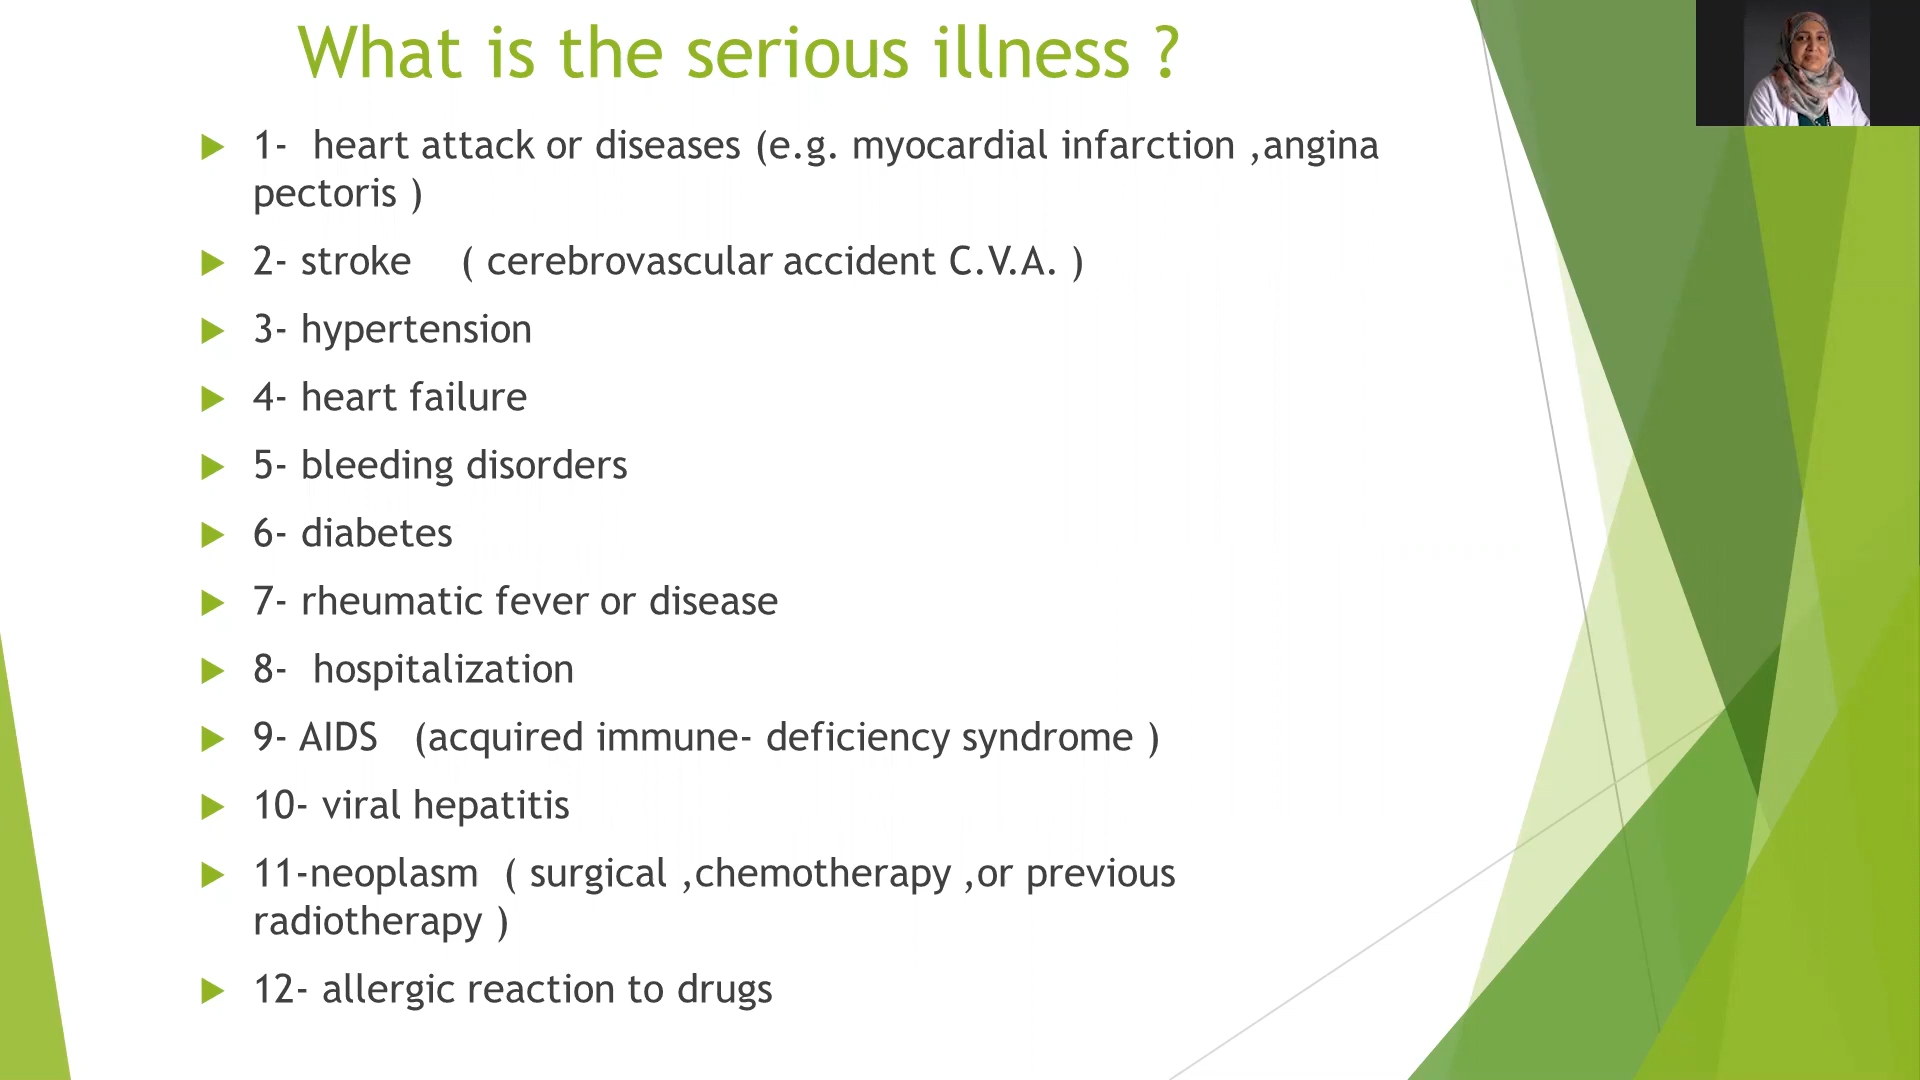 What is the serious illness ?
1-  heart attack or diseases (e.g. myocardial infarction ,angina
pectoris )
2- stroke    ( cerebrovascular accident C.V.A. )
3- hypertension
4- heart failure
5- bleeding disorders
6- diabetes
7- rheumatic fever or disease
8-  hospitalization
9- AIDS   (acquired immune- deficiency syndrome )
10- viral hepatitis
11-neoplasm  ( surgical ,chemotherapy ,or previous
radiotherapy )
12- allergic reaction to drugs